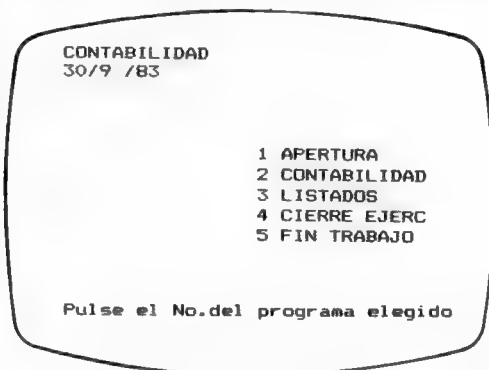 CONTABILIDAD
30/9 /83
1 APERTURA
2 CONTABILIDAD
3 LISTADOS
4 CIERRE EJERC
5 FIN TRABAJO
Pulse el No.del programa elegido